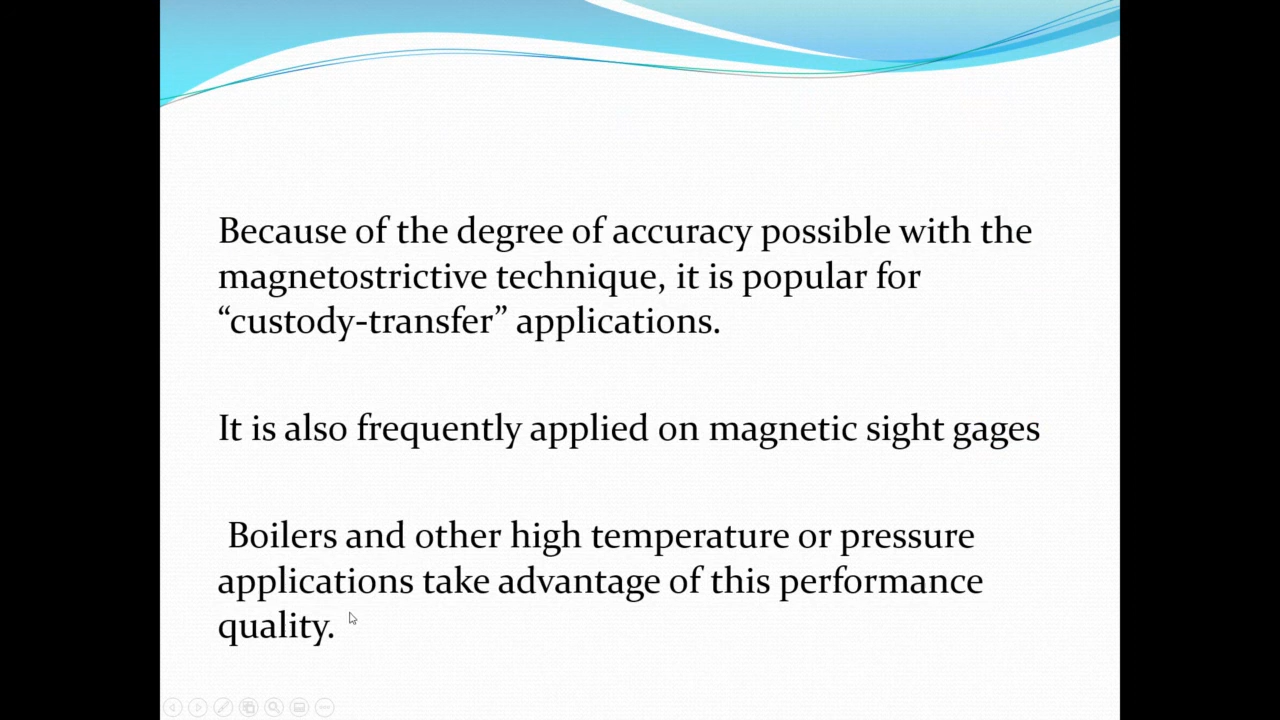 Because of the degree of accuracy possible with the
magnetostrictive technique, it is popular for
“custody-transfer” applications.
It is also frequently applied on magnetic sight gages
Boilers and other high temperature or pressure
applications take advantage of this performance
quality.